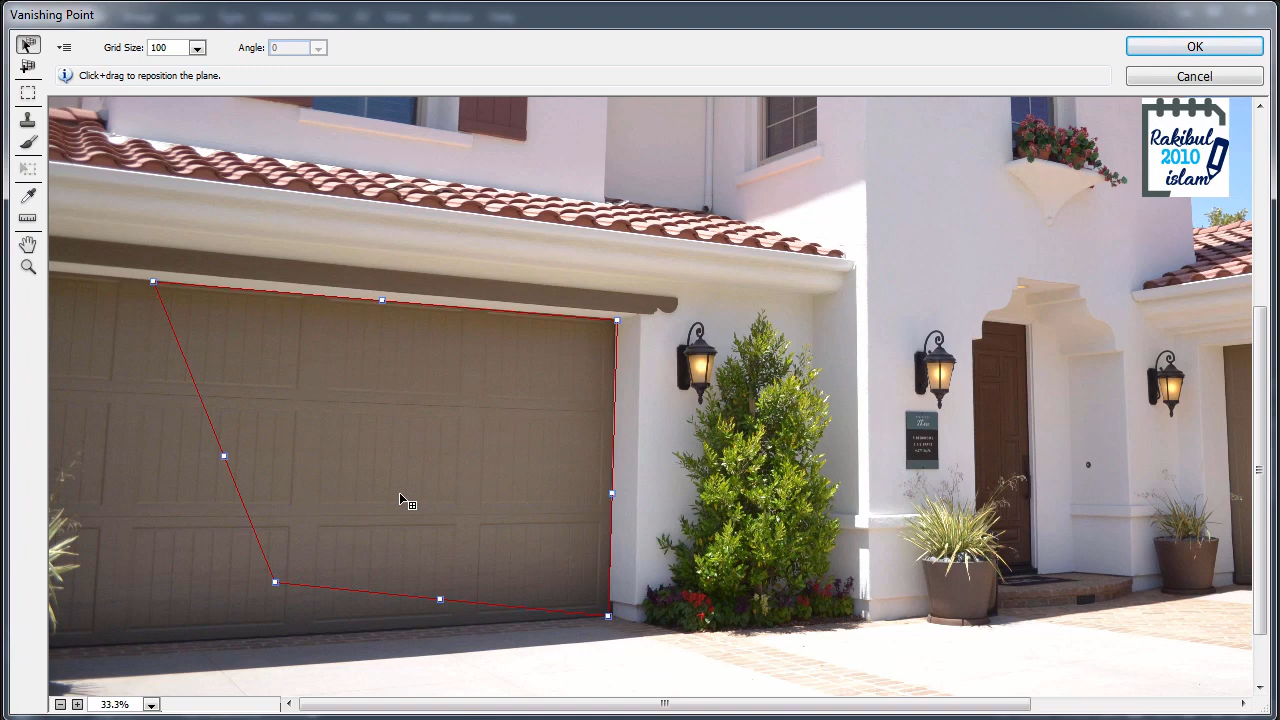 Vanishing Point
Grid Size: 100
Angle: 0
OK
Click+drag to reposition the plane.
Cancel
Rakibul
2010
islam
33.3%